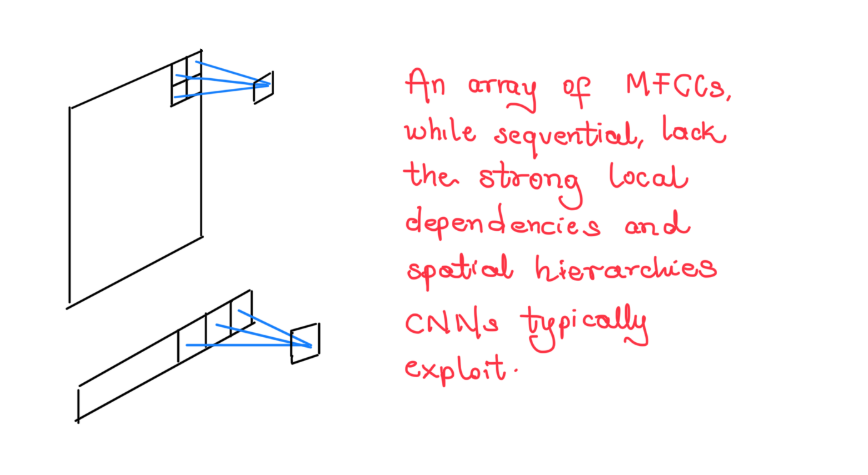 An array of MFCCs,
while sequential, lack
the strong local
dependencies and
spatial hierarchies
CNNs typically
exploit.